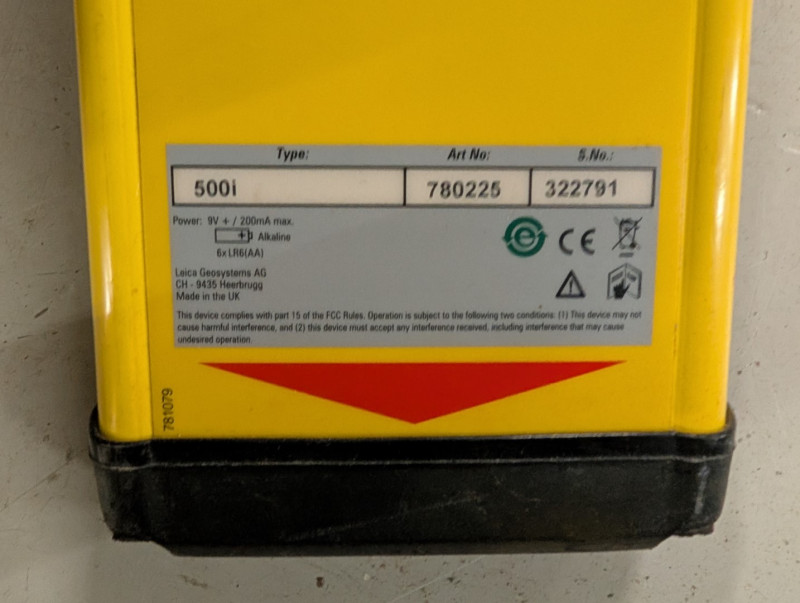 Type: Art No: S.No.:
500i 780225 322791
Power: 9V + / 200mA max.
+ Alkaline
6x LR6(AA)
e CE
Leica Geosystems AG
CH - 9435 Heerbrugg
Made in the UK
This device complies with part 15 of the FCC Rules. Operation is subject to the following two conditions: (1) This device may not
cause harmful interference, and (2) this device must accept any interference received, including interference that may cause
undesired operation.
781079